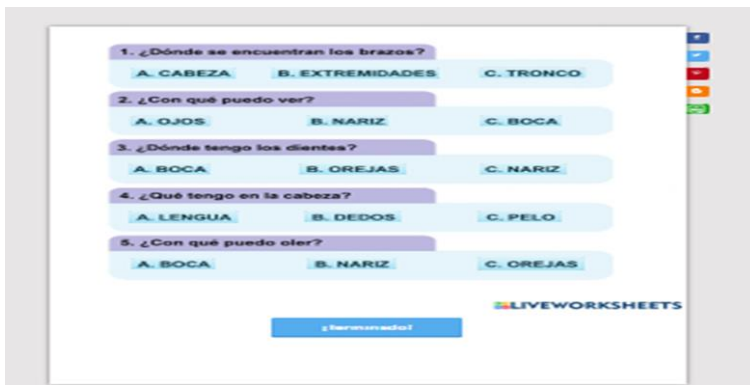 1. ¿Dónde se encuentran los brazos?
A. CABEZA B. EXTREMIDADES C. TRONCO
2. ¿Con qué puedo ver?
A. OJOS B. NARIZ C. BOCA
3. ¿Dónde tengo los dientes?
A. BOCA B. OREJAS C. NARIZ
4. ¿Qué tengo en la cabeza?
A. LENGUA B. DEDOS C. PELO
5. ¿Con qué puedo oler?
A. BOCA B. NARIZ C. OREJAS
LIVEWORKSHEETS
¡Terminado!